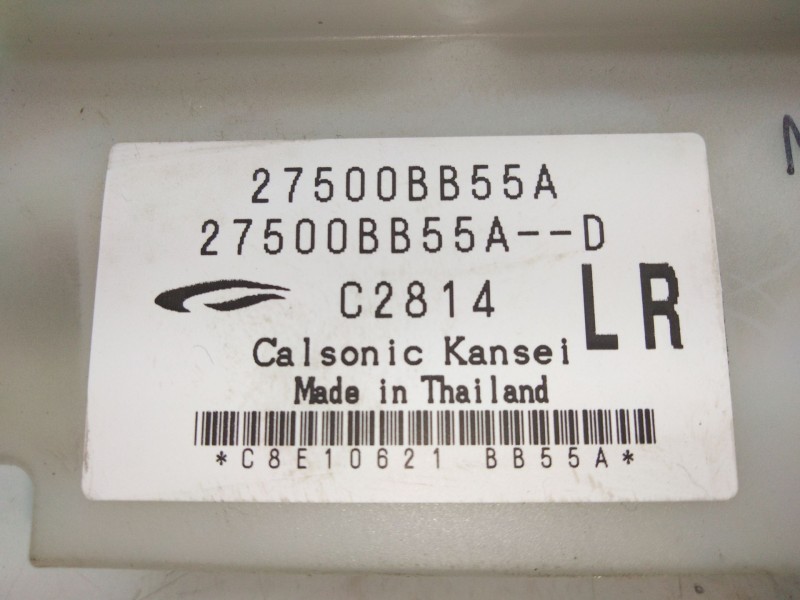 27500BB55A
27500BB55A--D
C2814
LR
Calsonic Kansei
Made in Thailand
*C8E10621 BB55A*